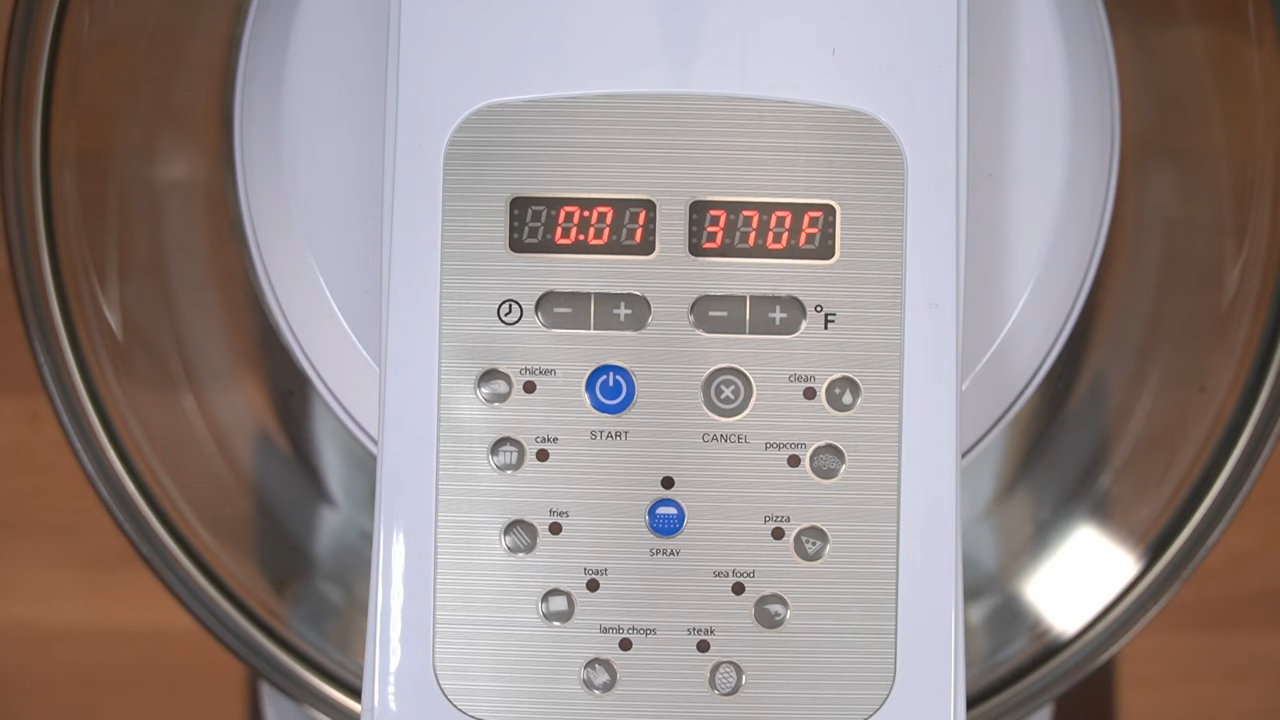 0:01 370F
- + - + °F
chicken
clean
START CANCEL
cake
popcorn
fries
pizza
SPRAY
toast
sea food
lamb chops
steak